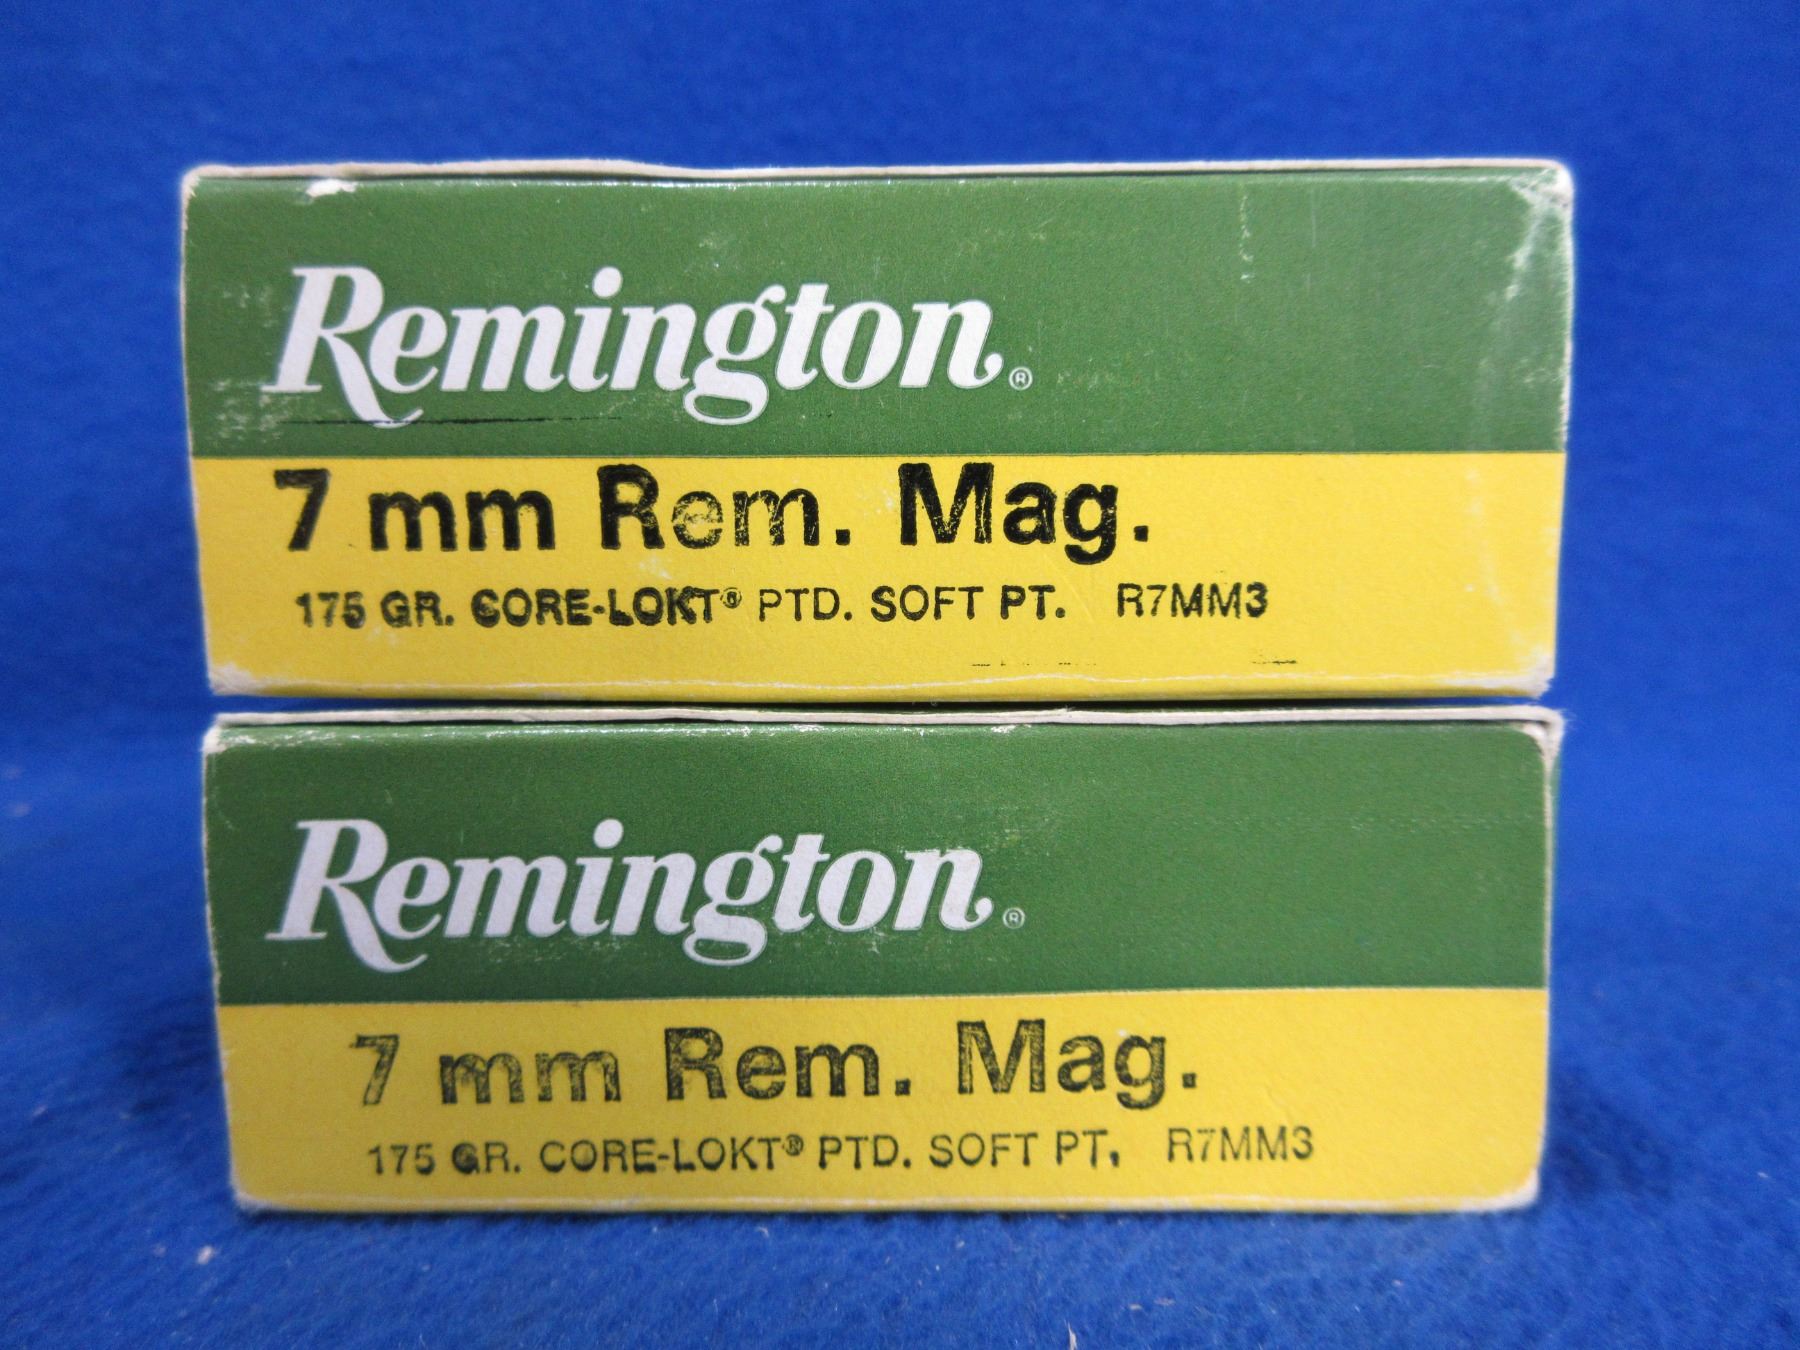 Remington®
7 mm Rem. Mag.
175 GR. CORE-LOKT® PTD. SOFT PT. R7MM3
Remington®
7 mm Rem. Mag.
175 GR. CORE-LOKT® PTD. SOFT PT. R7MM3